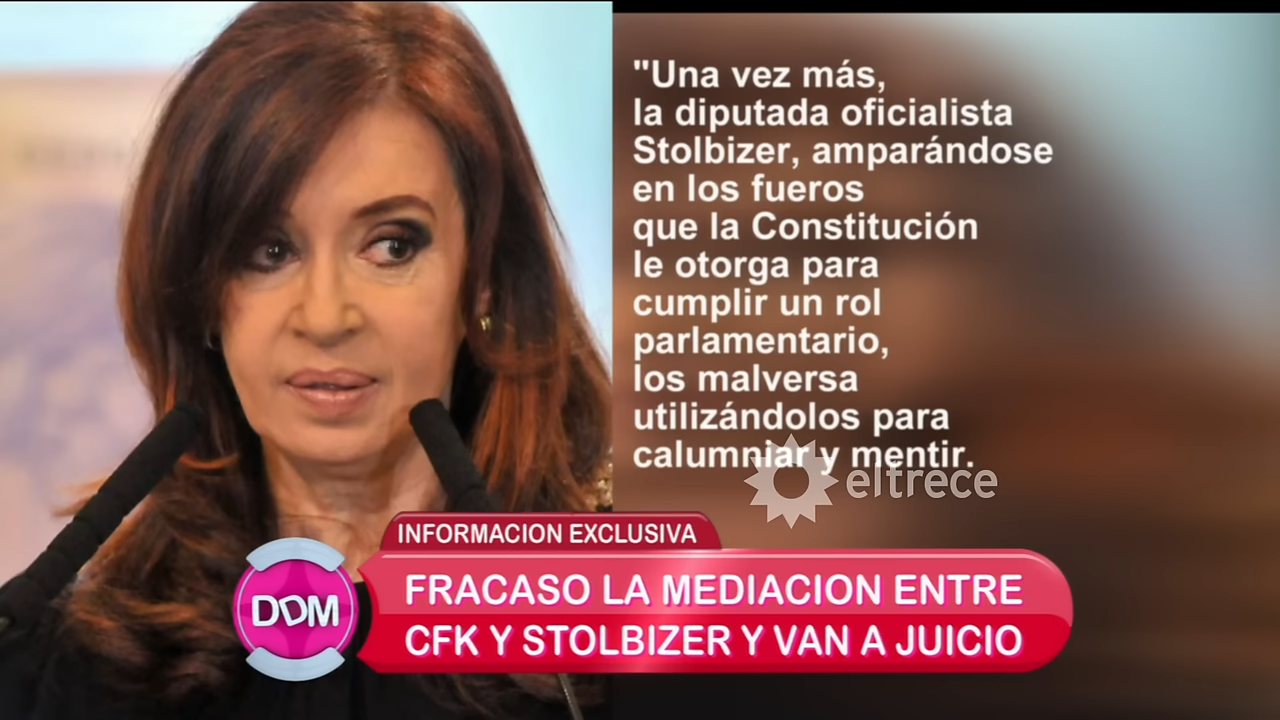 "Una vez más,
la diputada oficialista
Stolbizer, amparándose
en los fueros
que la Constitución
le otorga para
cumplir un rol
parlamentario,
los malversa
utilizándolos para
calumniar y mentir.
eltrece
INFORMACION EXCLUSIVA
DDM
FRACASO LA MEDIACION ENTRE
CFK Y STOLBIZER Y VAN A JUICIO